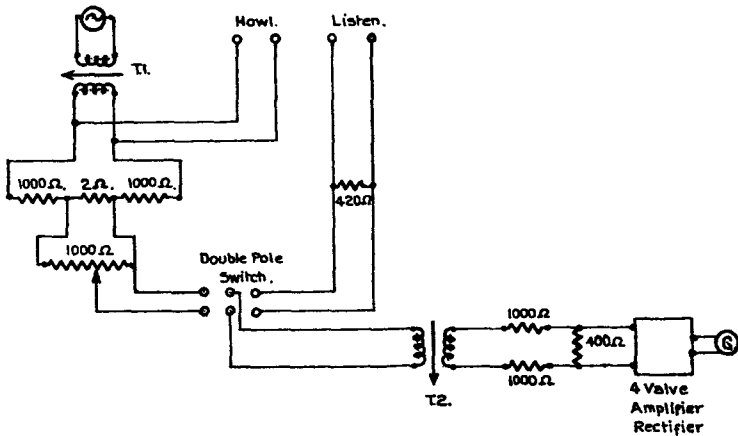 Howl.
Listen.
T1.
1000Ω. 2Ω. 1000Ω.
420Ω
1000Ω
Double Pole
Switch.
1000Ω
400Ω
1000Ω
T2.
G
4 Valve
Amplifier
Rectifier